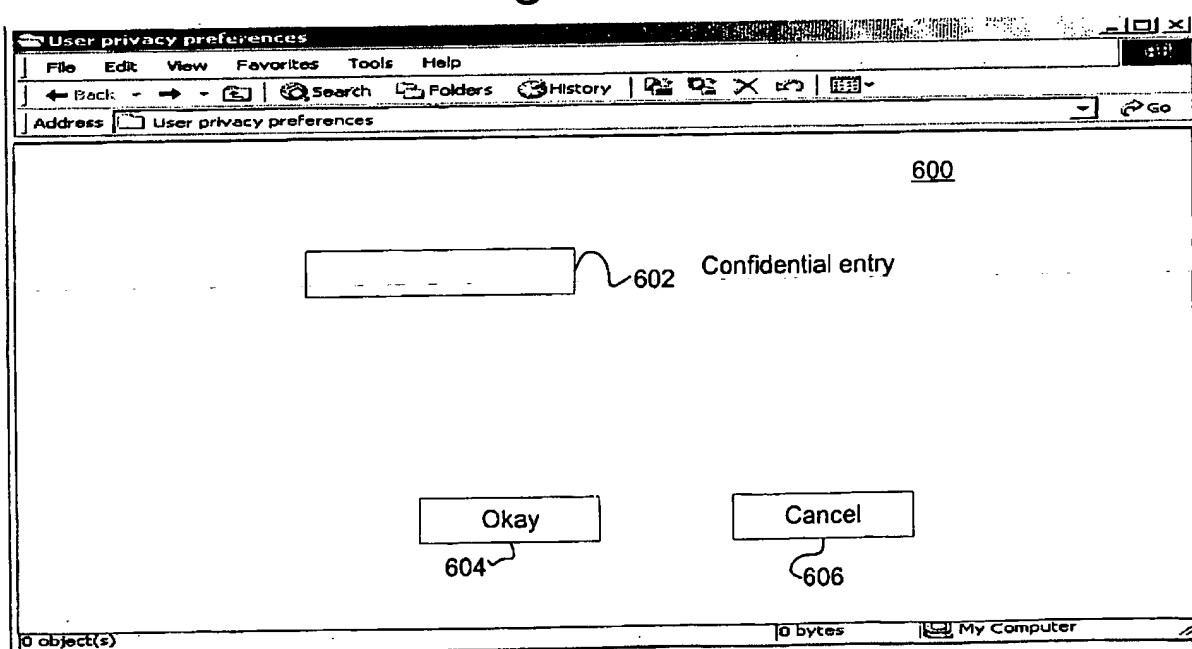 User privacy preferences
File Edit View Favorites Tools Help
Back Search Folders History
Address User privacy preferences Go
600
602 Confidential entry
Okay Cancel
604 606
0 object(s) 0 bytes My Computer